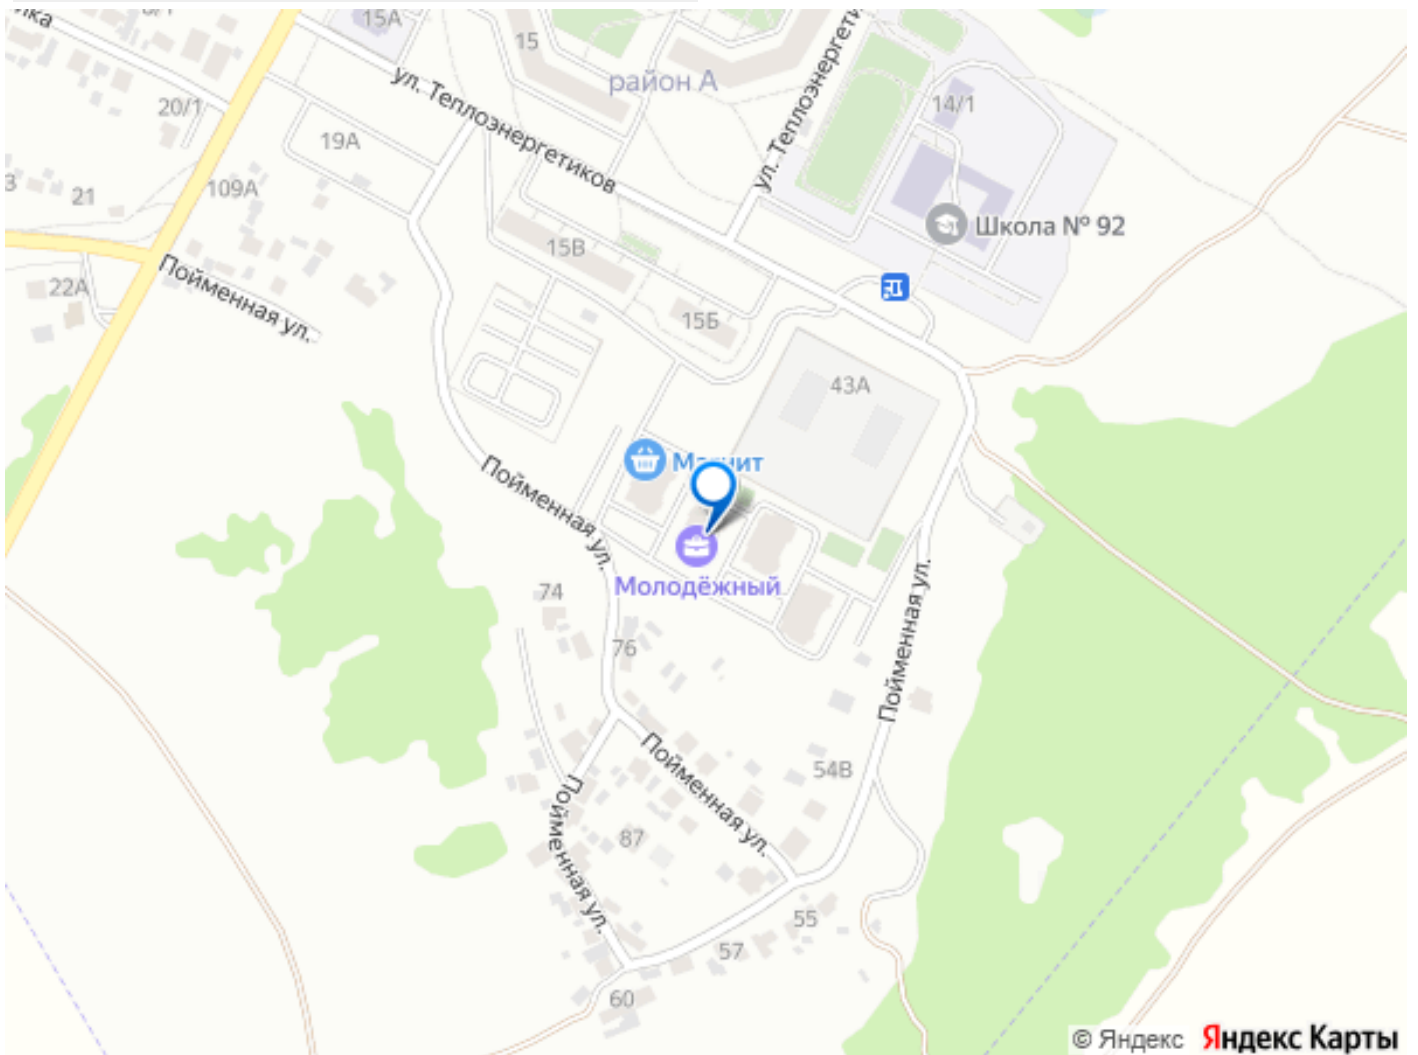 15А
15
район А
ул. Теплоэнергетиков
14/1
20/1
19А
21
109А
Школа № 92
15В
22А
Пойменная ул.
15Б
43А
Магнит
Пойменная ул.
Молодёжный
74
76
Пойменная ул.
54В
Пойменная ул.
87
Пойменная ул.
55
57
60
© Яндекс Яндекс Карты